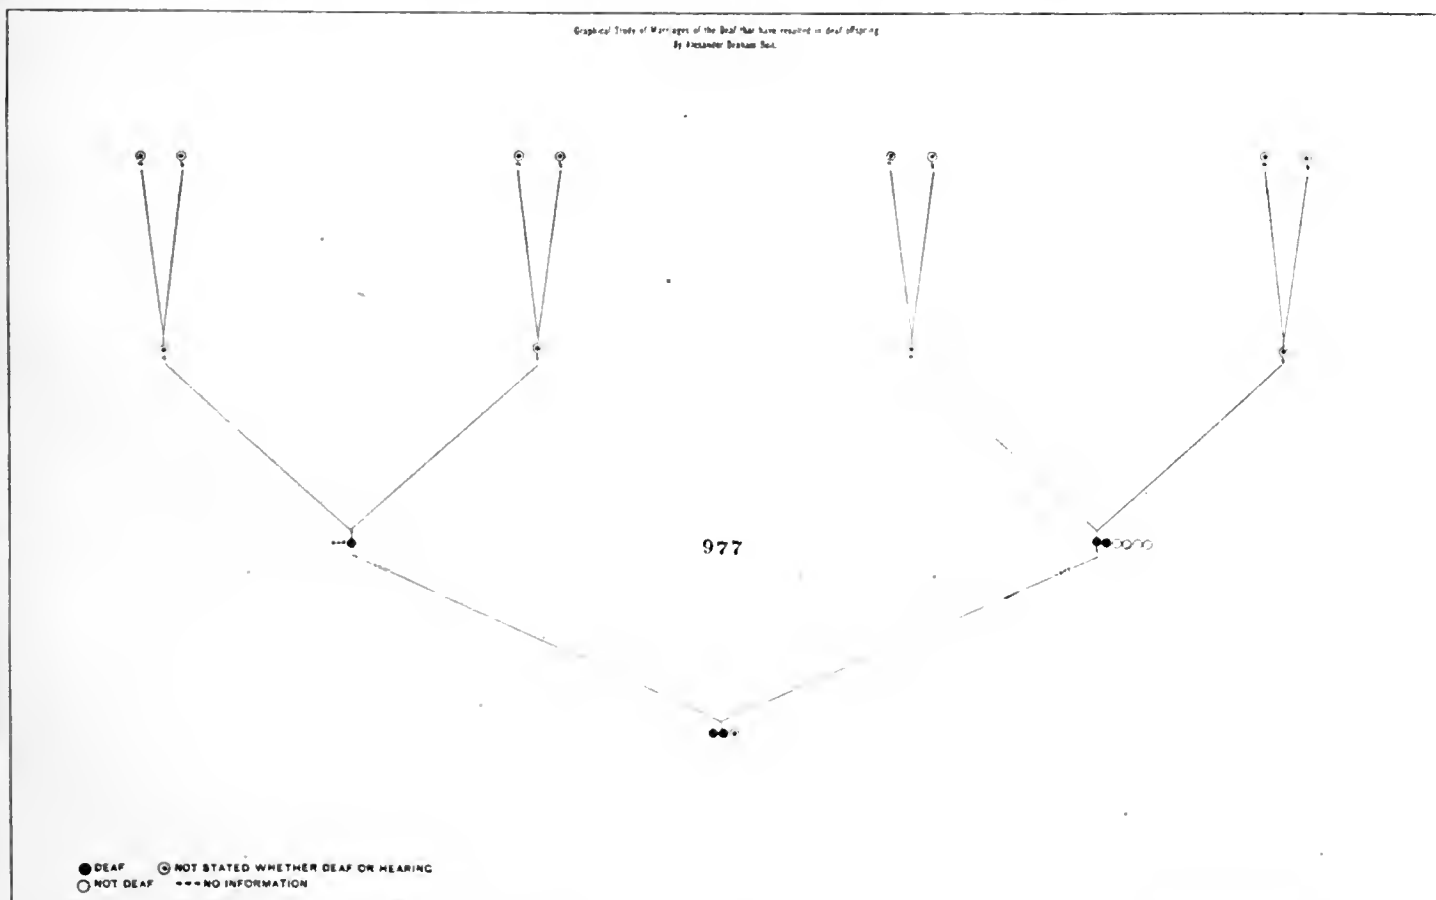 Graphical Study of Marriages of the Deaf that have resulted in deaf offspring
By Alexander Graham Bell.
977
DEAF NOT STATED WHETHER DEAF OR HEARING
NOT DEAF NO INFORMATION